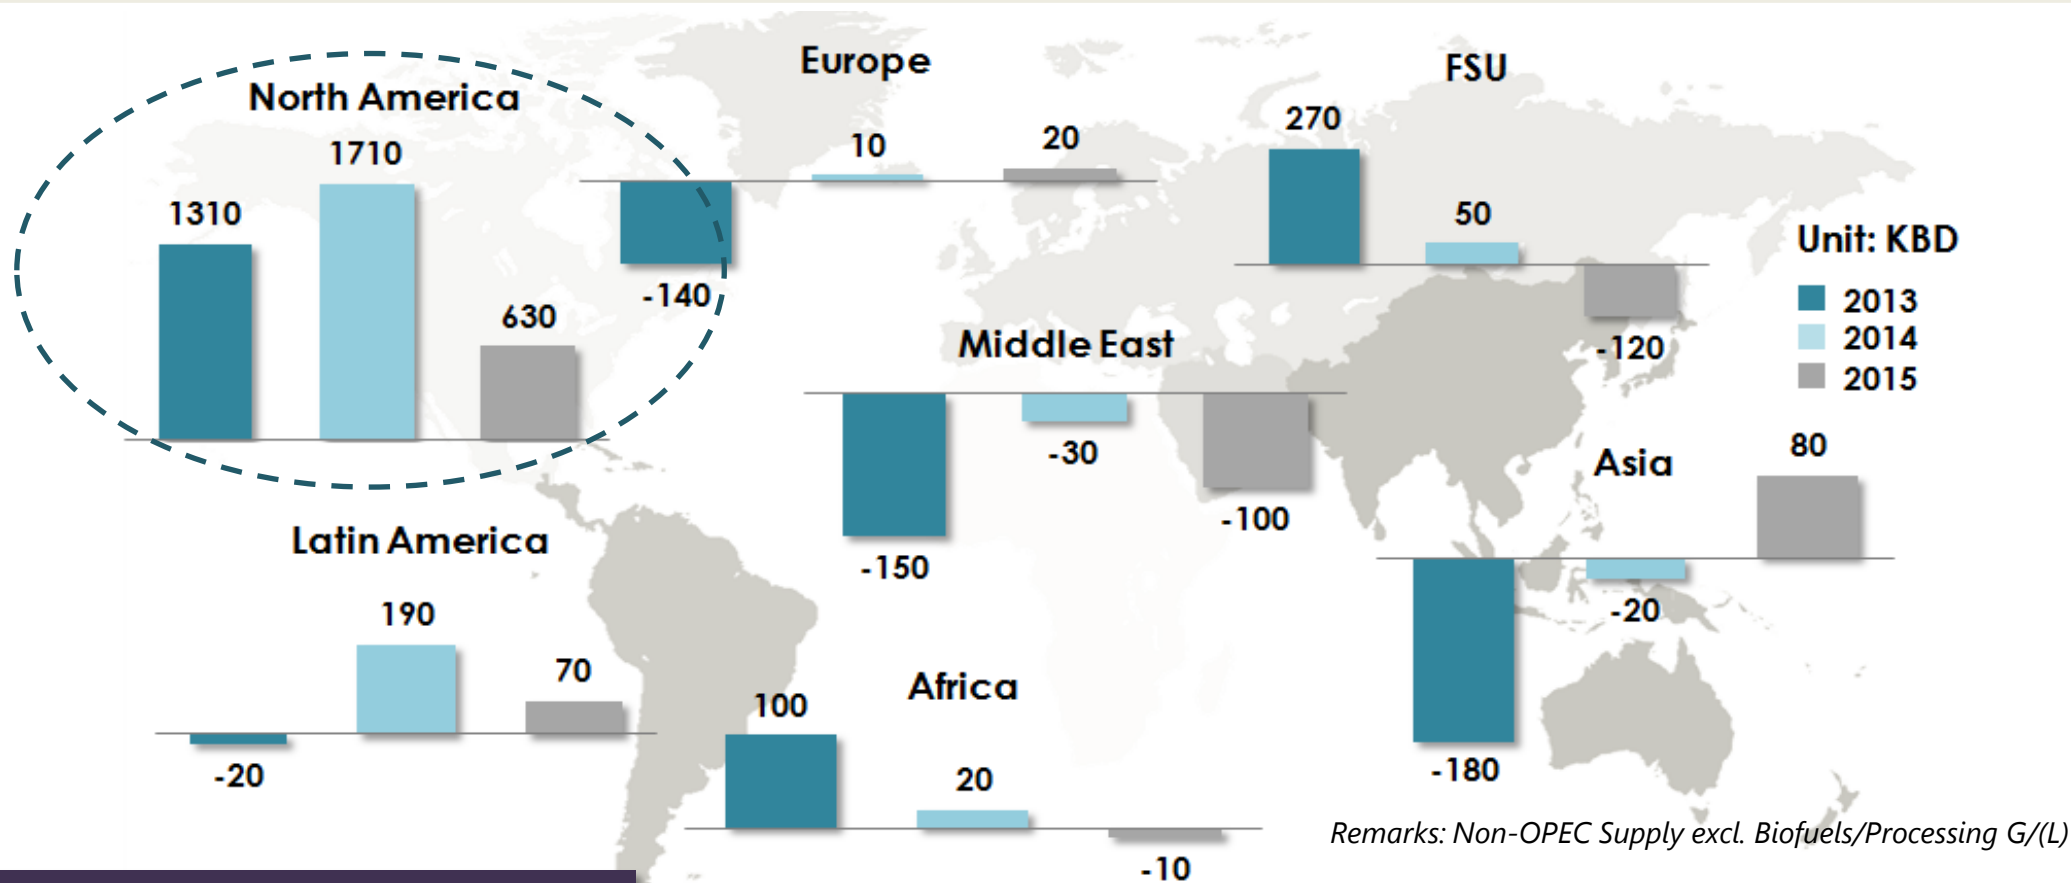 North America
1310
1710
630
Europe
-140
10
20
FSU
270
50
-120
Unit: KBD
2013
2014
2015
Middle East
-150
-30
-100
Asia
-180
-20
80
Latin America
-20
190
70
Africa
100
20
-10
Remarks: Non-OPEC Supply excl. Biofuels/Processing G/(L)